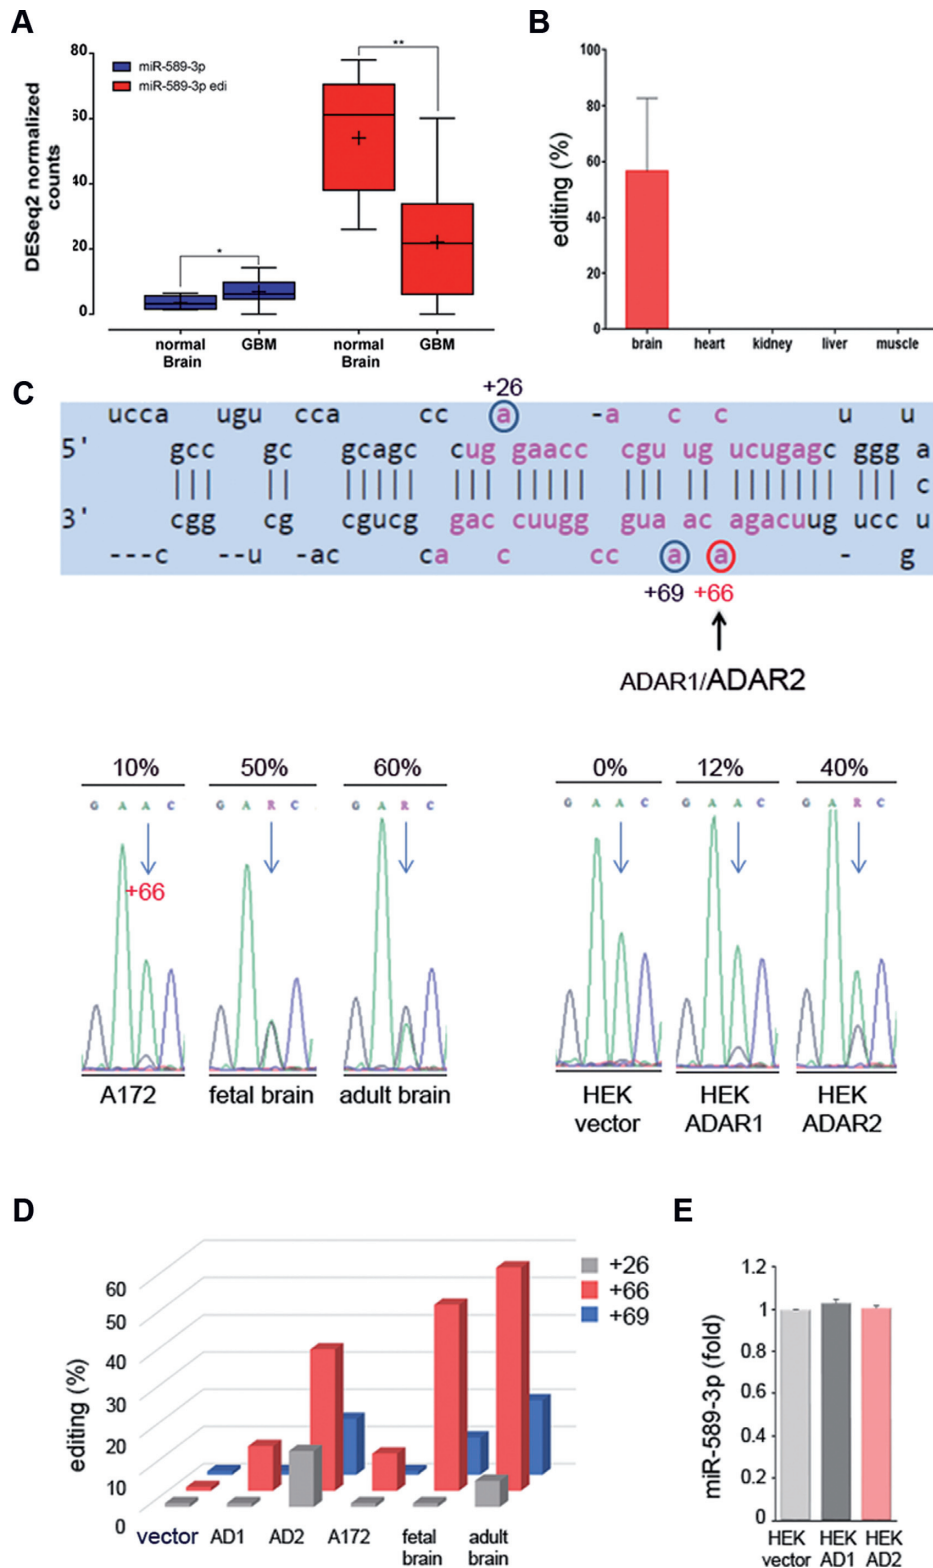 A
DESeq2 normalized
counts
80
60
40
20
0
miR-589-3p
miR-589-3p edi
*
**
normal
Brain
GBM
normal
Brain
GBM
B
editing (%)
100
80
60
40
20
0
brain heart kidney liver muscle
C
+26
ucca ugu cca cc a -a c c u u
5' gcc gc gcagc cug gaacc cgu ug ucugagc ggg a
c
3' cgg cg cgucg gac cuugg gua ac agacuug uccu u
---c --u -ac ca c cc a a - g
+69 +66
ADAR1/ADAR2
10% 50% 60% 0% 12% 40%
G A A C G A R C G A R C G A A C G A A C G A R C
+66
A172 fetal brain adult brain
HEK
vector
HEK
ADAR1
HEK
ADAR2
D
editing (%)
60
50
40
30
20
10
0
+26
+66
+69
vector AD1 AD2 A172 fetal
brain
adult
brain
E
miR-589-3p (fold)
1.2
1
0.8
0.6
0.4
0.2
0
HEK
vector
HEK
AD1
HEK
AD2